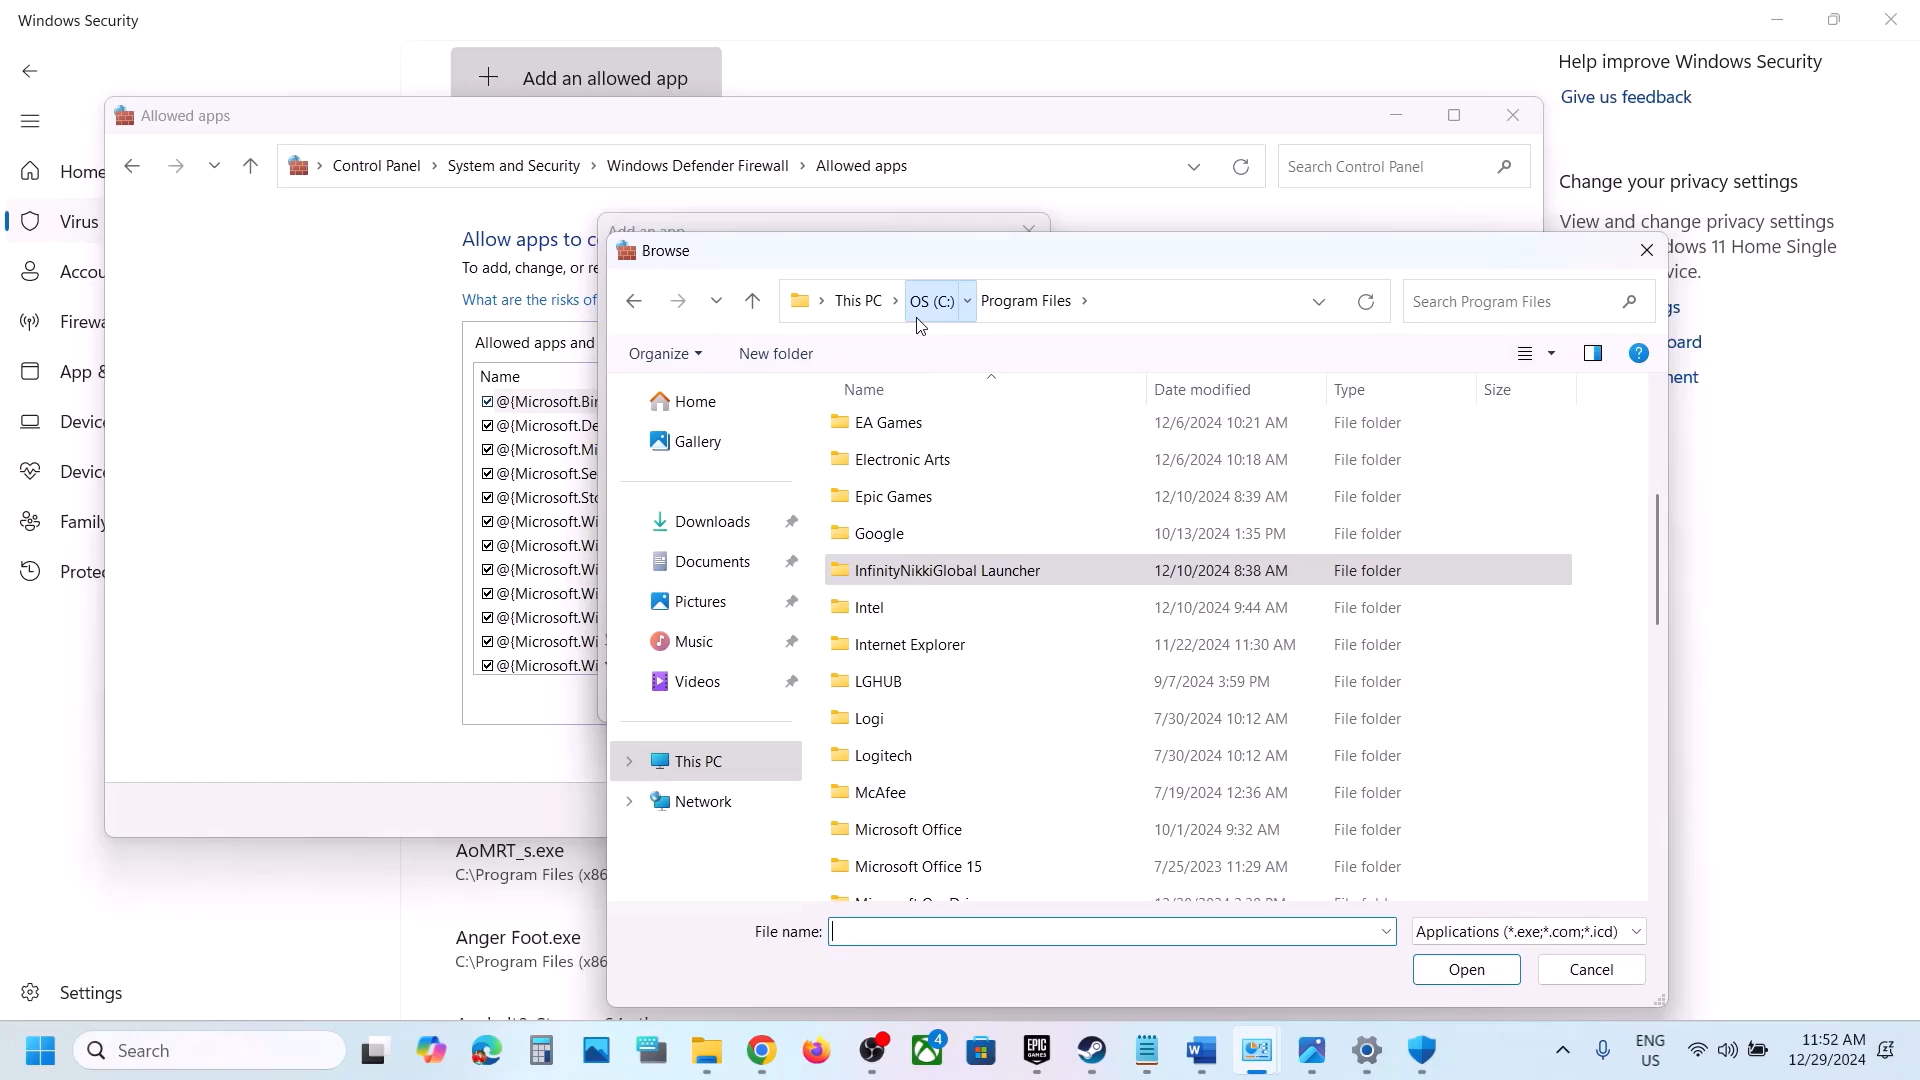 Windows Security
Add an allowed app
Help improve Windows Security
Give us feedback
Change your privacy settings
View and change privacy settings
dows 11 Home Single
vice.
gs
oard
nent
Home
Virus
Accou
Firewa
App &
Device
Device
Family
Protec
Settings
Allowed apps
Control Panel > System and Security > Windows Defender Firewall > Allowed apps
Search Control Panel
Allow apps to c
To add, change, or re
What are the risks of
Allowed apps and
Name
@{Microsoft.Bin
@{Microsoft.De
@{Microsoft.Mi
@{Microsoft.Se
@{Microsoft.Sto
@{Microsoft.Wi
@{Microsoft.Wi
@{Microsoft.Wi
@{Microsoft.Wi
@{Microsoft.Wi
@{Microsoft.Wi
@{Microsoft.Wi
AoMRT_s.exe
C:\Program Files (x86
Anger Foot.exe
C:\Program Files (x86
Add an app
Browse
This PC > OS (C:) Program Files >
Search Program Files
Organize
New folder
Home
Gallery
Downloads
Documents
Pictures
Music
Videos
This PC
Network
Name Date modified Type Size
EA Games 12/6/2024 10:21 AM File folder
Electronic Arts 12/6/2024 10:18 AM File folder
Epic Games 12/10/2024 8:39 AM File folder
Google 10/13/2024 1:35 PM File folder
InfinityNikkiGlobal Launcher 12/10/2024 8:38 AM File folder
Intel 12/10/2024 9:44 AM File folder
Internet Explorer 11/22/2024 11:30 AM File folder
LGHUB 9/7/2024 3:59 PM File folder
Logi 7/30/2024 10:12 AM File folder
Logitech 7/30/2024 10:12 AM File folder
McAfee 7/19/2024 12:36 AM File folder
Microsoft Office 10/1/2024 9:32 AM File folder
Microsoft Office 15 7/25/2023 11:29 AM File folder
File name:
Applications (*.exe;*.com;*.icd)
Open
Cancel
Search
4
EPIC GAMES
ENG
US
11:52 AM
12/29/2024